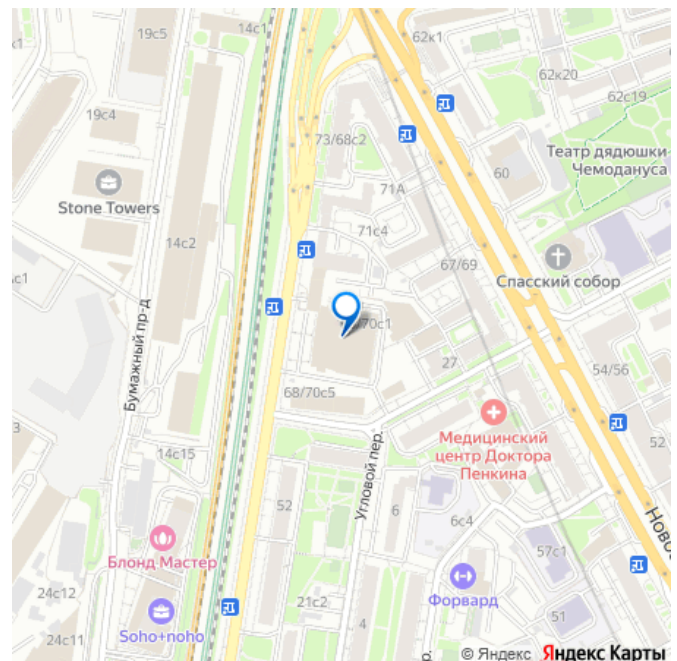 14с1
62к1
19с5
62к20
62с19
19с4
73/68с2
Театр дядюшки
Чемодануса
60
71А
Stone Towers
71с4
14с2
67/69
Спасский собор
Бумажный пр-д
70с1
27
54/56
68/70с5
Медицинский
центр Доктора
Пенкина
52
14с15
Угловой пер.
52
6
6с4
57с1
Блонд Мастер
Форвард
24с12
4
51
21с2
Soho+noho
24с11
© Яндекс Яндекс Карты